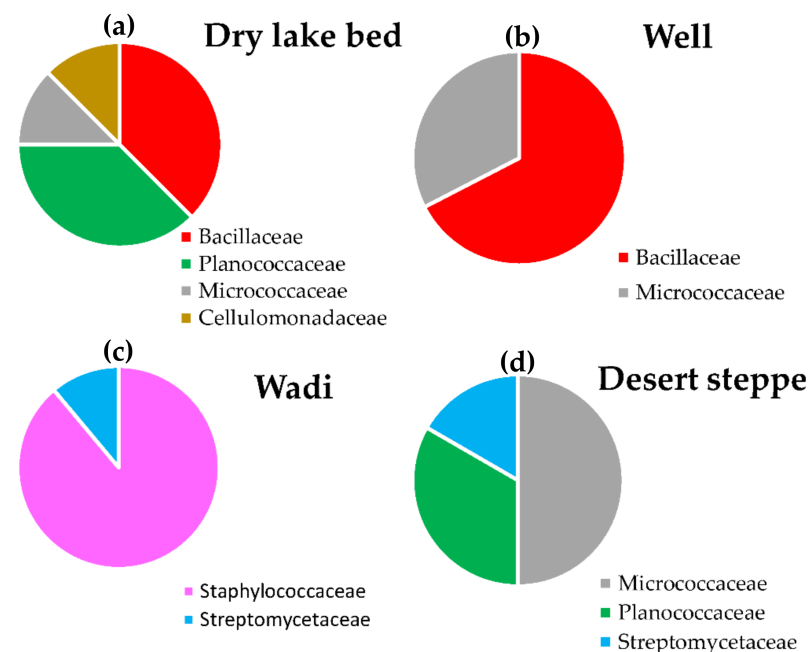 (a)
Dry lake bed
Bacillaceae
Planococcaceae
Micrococcaceae
Cellulomonadaceae
(b)
Well
Bacillaceae
Micrococcaceae
(c)
Wadi
Staphylococcaceae
Streptomycetaceae
(d)
Desert steppe
Micrococcaceae
Planococcaceae
Streptomycetaceae